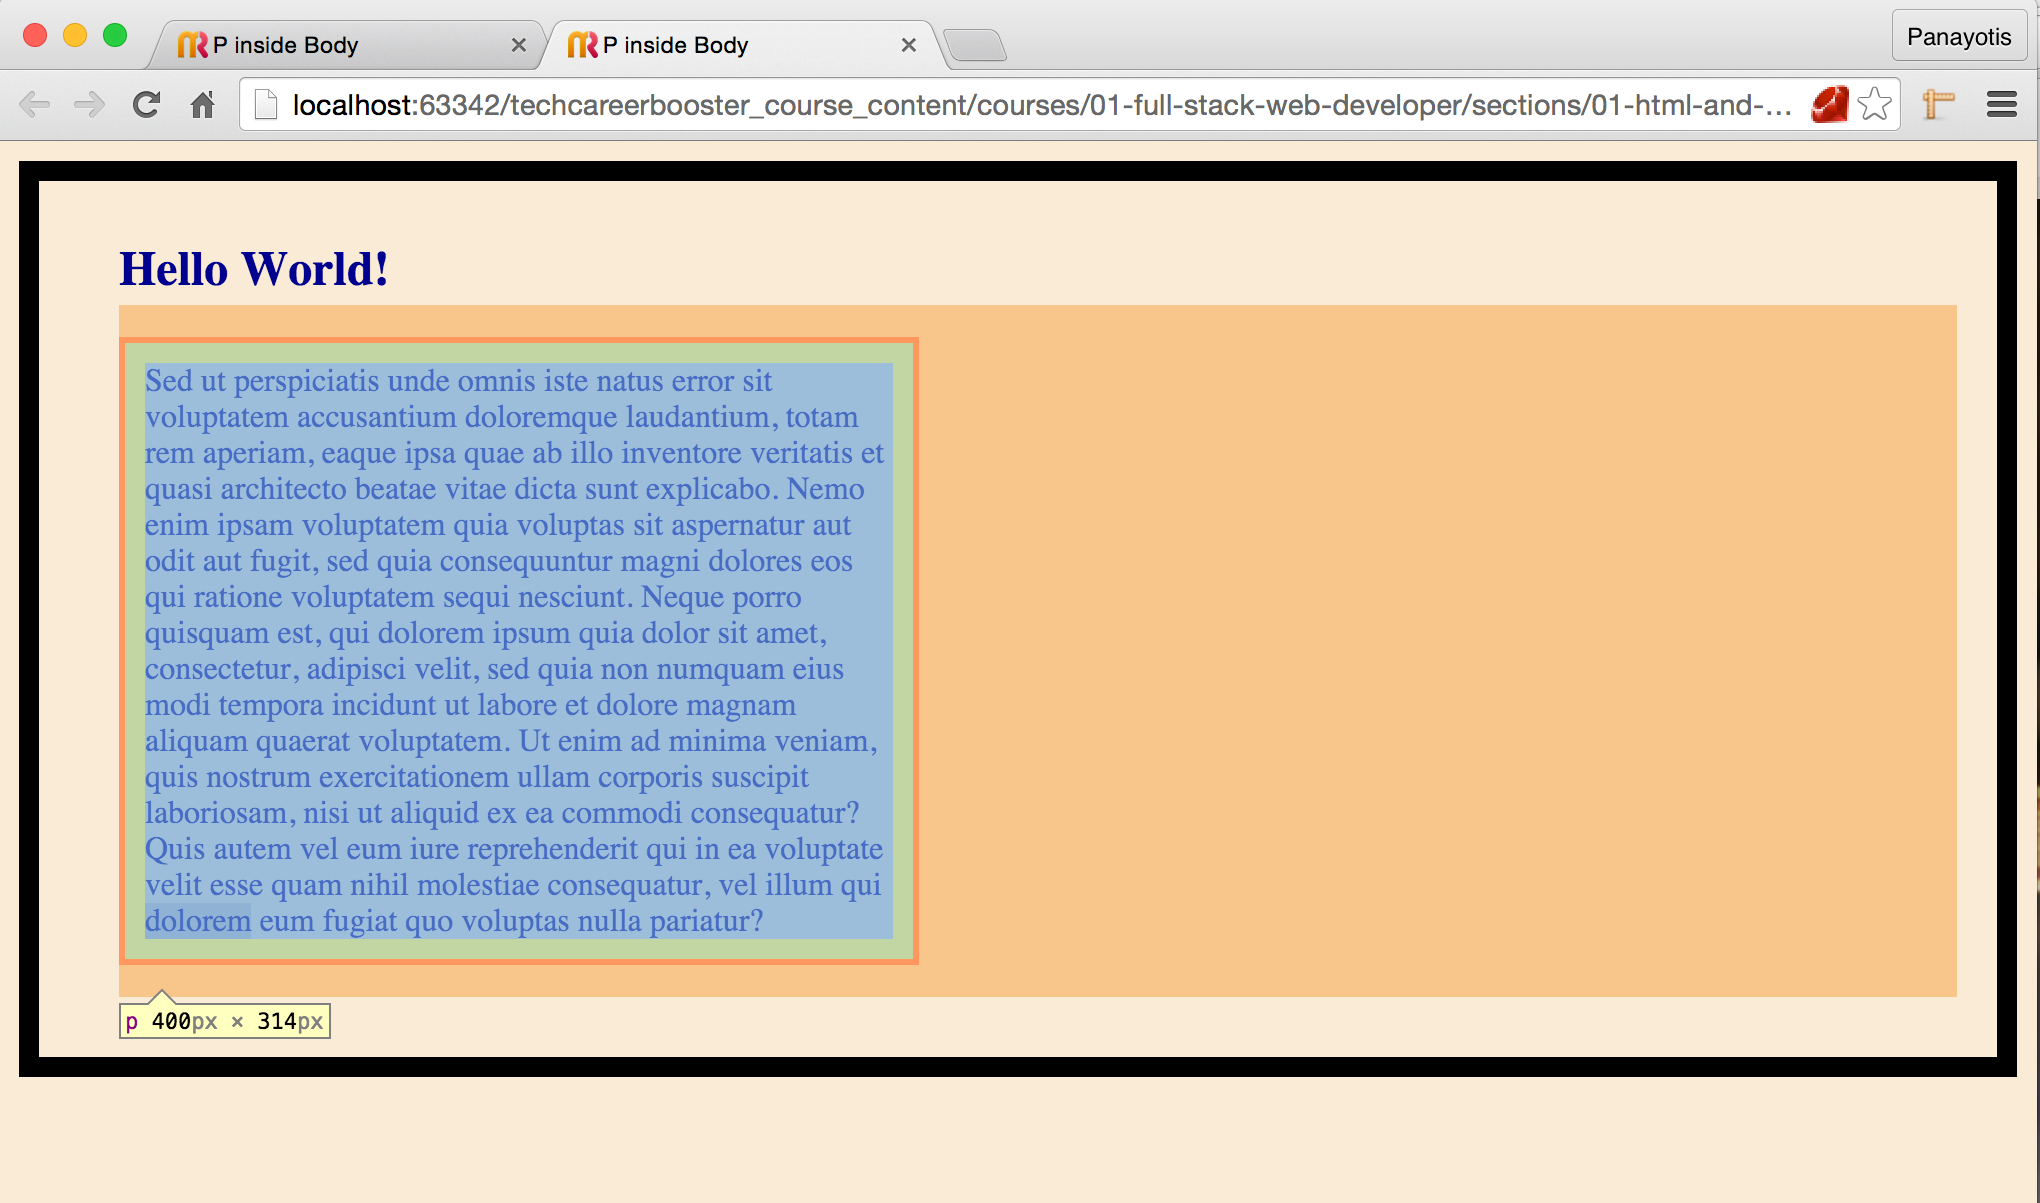 P inside Body
P inside Body
Panayotis
localhost:63342/techcareerbooster_course_content/courses/01-full-stack-web-developer/sections/01-html-and-...
Hello World!
Sed ut perspiciatis unde omnis iste natus error sit
voluptatem accusantium doloremque laudantium, totam
rem aperiam, eaque ipsa quae ab illo inventore veritatis et
quasi architecto beatae vitae dicta sunt explicabo. Nemo
enim ipsam voluptatem quia voluptas sit aspernatur aut
odit aut fugit, sed quia consequuntur magni dolores eos
qui ratione voluptatem sequi nesciunt. Neque porro
quisquam est, qui dolorem ipsum quia dolor sit amet,
consectetur, adipisci velit, sed quia non numquam eius
modi tempora incidunt ut labore et dolore magnam
aliquam quaerat voluptatem. Ut enim ad minima veniam,
quis nostrum exercitationem ullam corporis suscipit
laboriosam, nisi ut aliquid ex ea commodi consequatur?
Quis autem vel eum iure reprehenderit qui in ea voluptate
velit esse quam nihil molestiae consequatur, vel illum qui
dolorem eum fugiat quo voluptas nulla pariatur?
p 400px × 314px